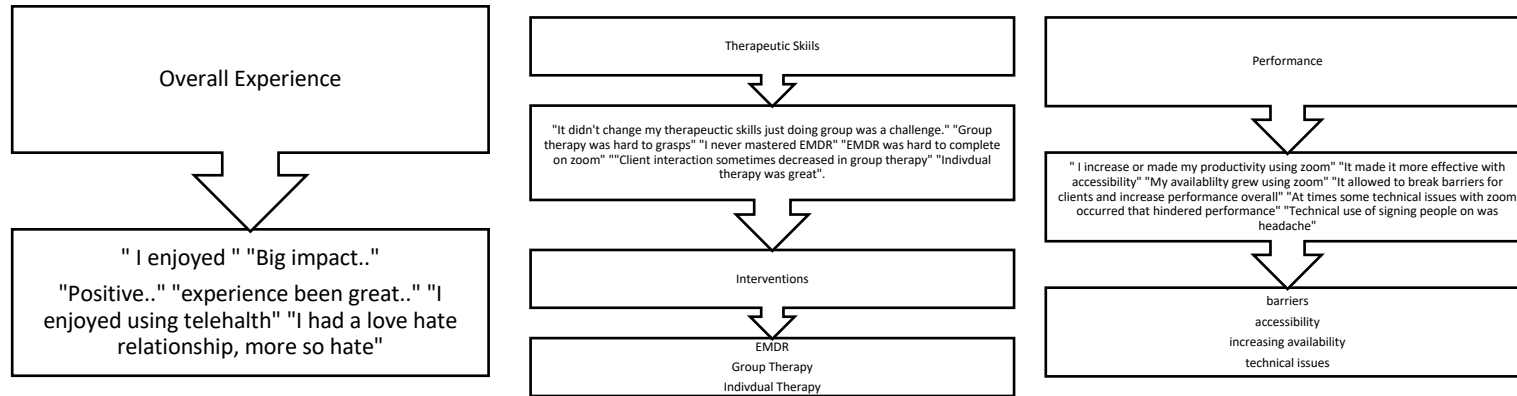 Overall Experience
" I enjoyed " "Big impact.."
"Positive.." "experience been great.." "I
enjoyed using telehealth" "I had a love hate
relationship, more so hate"
Therapeutic Skiils
"It didn't change my therapeuctic skills just doing group was a challenge." "Group
therapy was hard to grasps" "I never mastered EMDR" "EMDR was hard to complete
on zoom" ""Client interaction sometimes decreased in group therapy" "Indivdual
therapy was great".
Interventions
EMDR
Group Therapy
Indivdual Therapy
Performance
" I increase or made my productivity using zoom" "It made it more effective with
accessibility" "My availablilty grew using zoom" "It allowed to break barriers for
clients and increase performance overall" "At times some technical issues with zoom
occurred that hindered performance" "Technical use of signing people on was
headache"
barriers
accessibility
increasing availability
technical issues